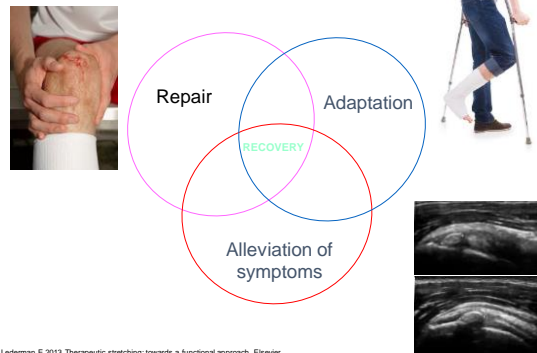 Repair
Adaptation
RECOVERY
Alleviation of
symptoms
Lederman E 2013 Therapeutic stretching: towards a functional approach. Elsevier